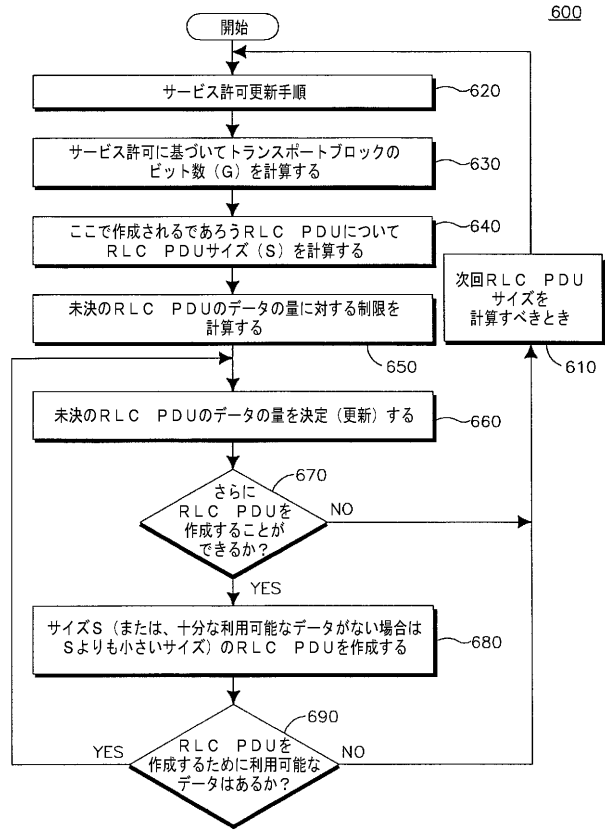 600
開始
サービス許可更新手順
620
サービス許可に基づいてトランスポートブロックの
ビット数（G）を計算する
630
ここで作成されるであろうRLC PDUについて
RLC PDUサイズ（S）を計算する
640
次回RLC PDU
サイズを
計算すべきとき
610
未決のRLC PDUのデータの量に対する制限を
計算する
650
未決のRLC PDUのデータの量を決定（更新）する
660
670
さらに
RLC PDUを
作成することが
できるか？
NO
YES
サイズS（または、十分な利用可能なデータがない場合は
Sよりも小さいサイズ）のRLC PDUを作成する
680
690
RLC PDUを
作成するために利用可能な
データはあるか？
YES
NO